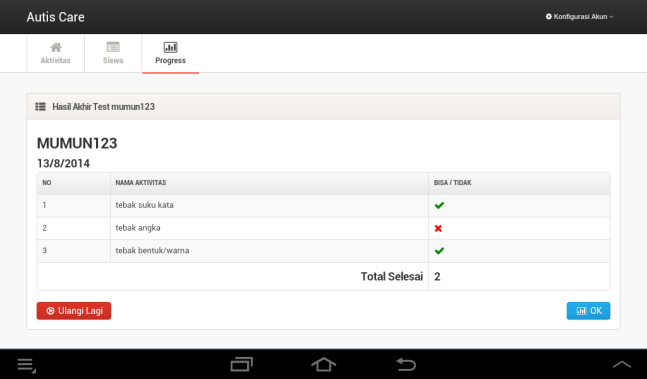 Autis Care
Konfigurasi Akun
Aktivitas
Siswa
Progress
Hasil Akhir Test mumun123
MUMUN123
13/8/2014
NO NAMA AKTIVITAS BISA / TIDAK
1 tebak suku kata
2 tebak angka
3 tebak bentuk/warna
Total Selesai 2
Ulangi Lagi
OK